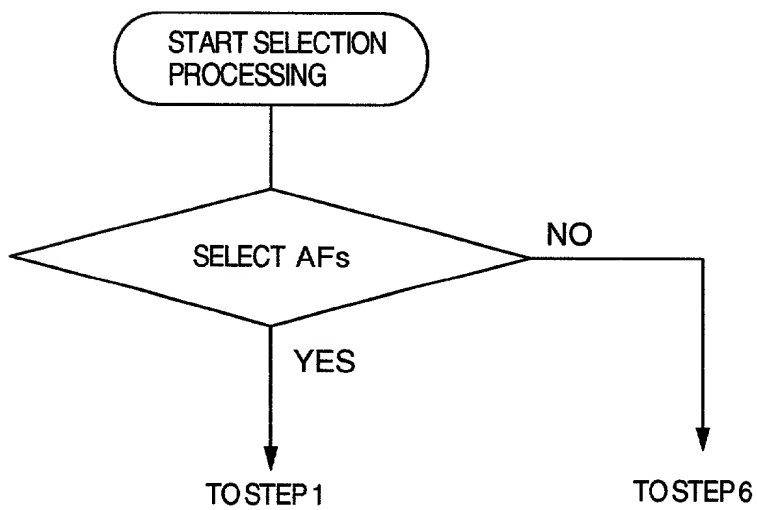 START SELECTION
PROCESSING
SELECT AFs
NO
YES
TO STEP 1
TO STEP 6